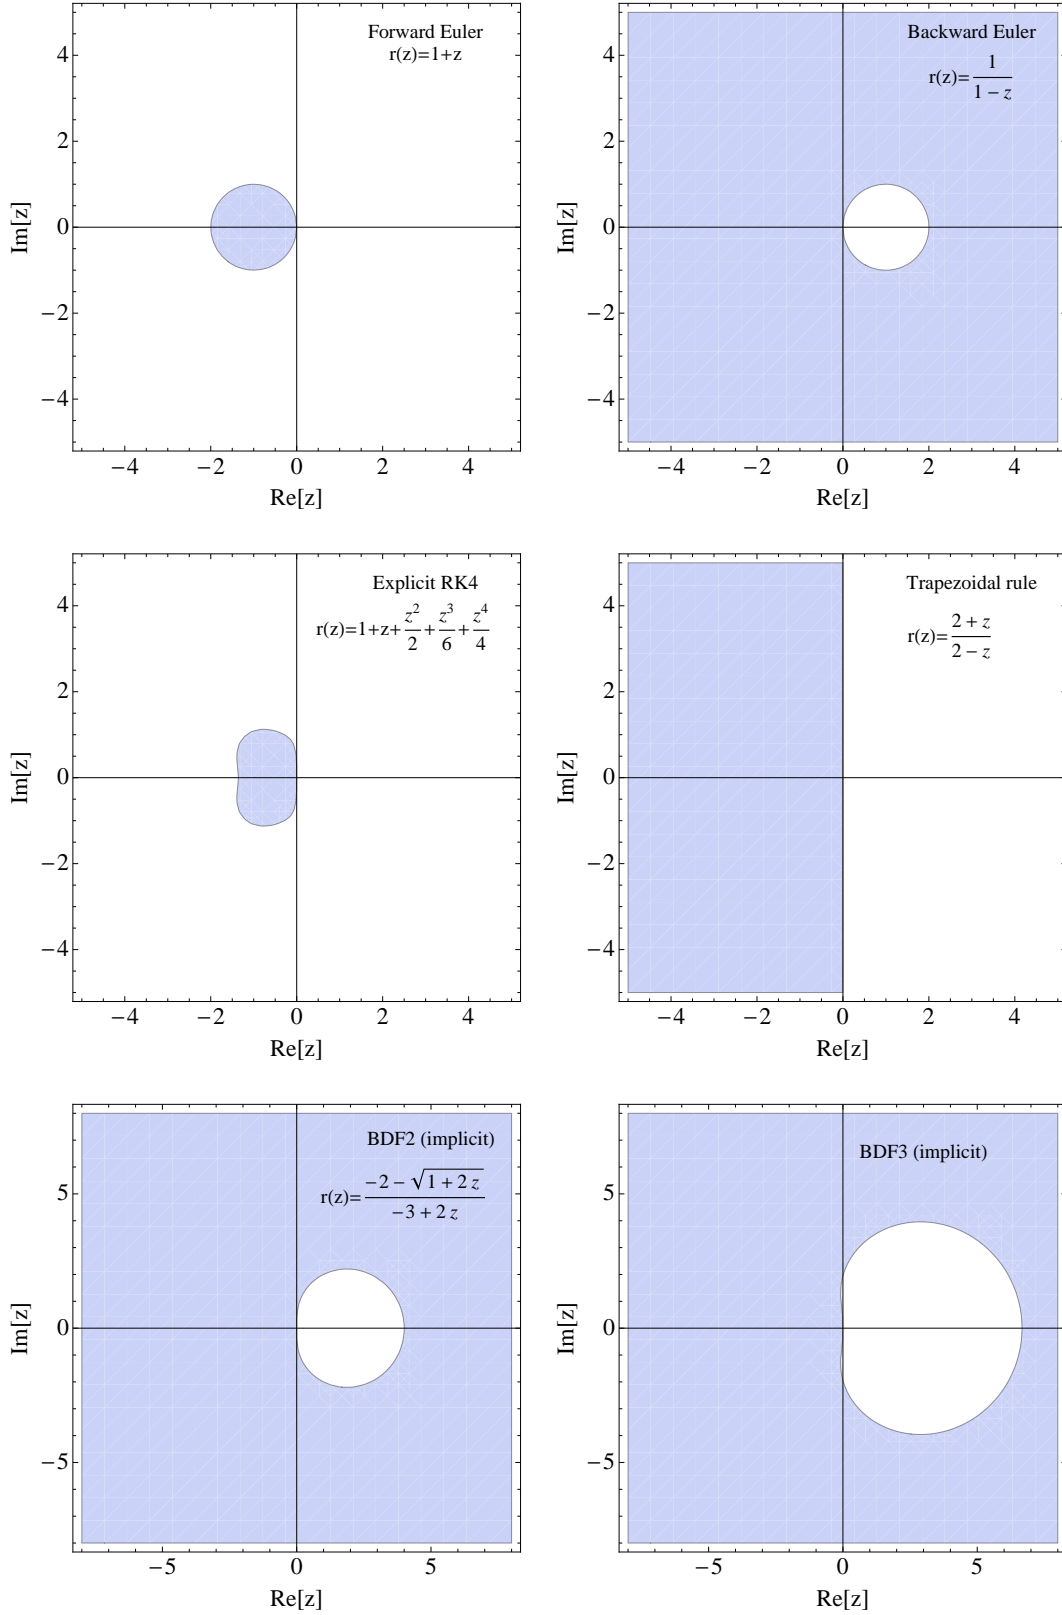 Forward Euler
r(z)=1+z
4
2
0
−2
−4
Im[z]
−4 −2 0 2 4
Re[z]
Backward Euler
r(z)=1/(1 − z)
4
2
0
−2
−4
Im[z]
−4 −2 0 2 4
Re[z]
Explicit RK4
r(z)=1+z+z^2/2+z^3/6+z^4/4
4
2
0
−2
−4
Im[z]
−4 −2 0 2 4
Re[z]
Trapezoidal rule
r(z)=(2 + z)/(2 − z)
4
2
0
−2
−4
Im[z]
−4 −2 0 2 4
Re[z]
BDF2 (implicit)
r(z)=(−2 − √(1 + 2 z))/(−3 + 2 z)
5
0
−5
Im[z]
−5 0 5
Re[z]
BDF3 (implicit)
5
0
−5
Im[z]
−5 0 5
Re[z]